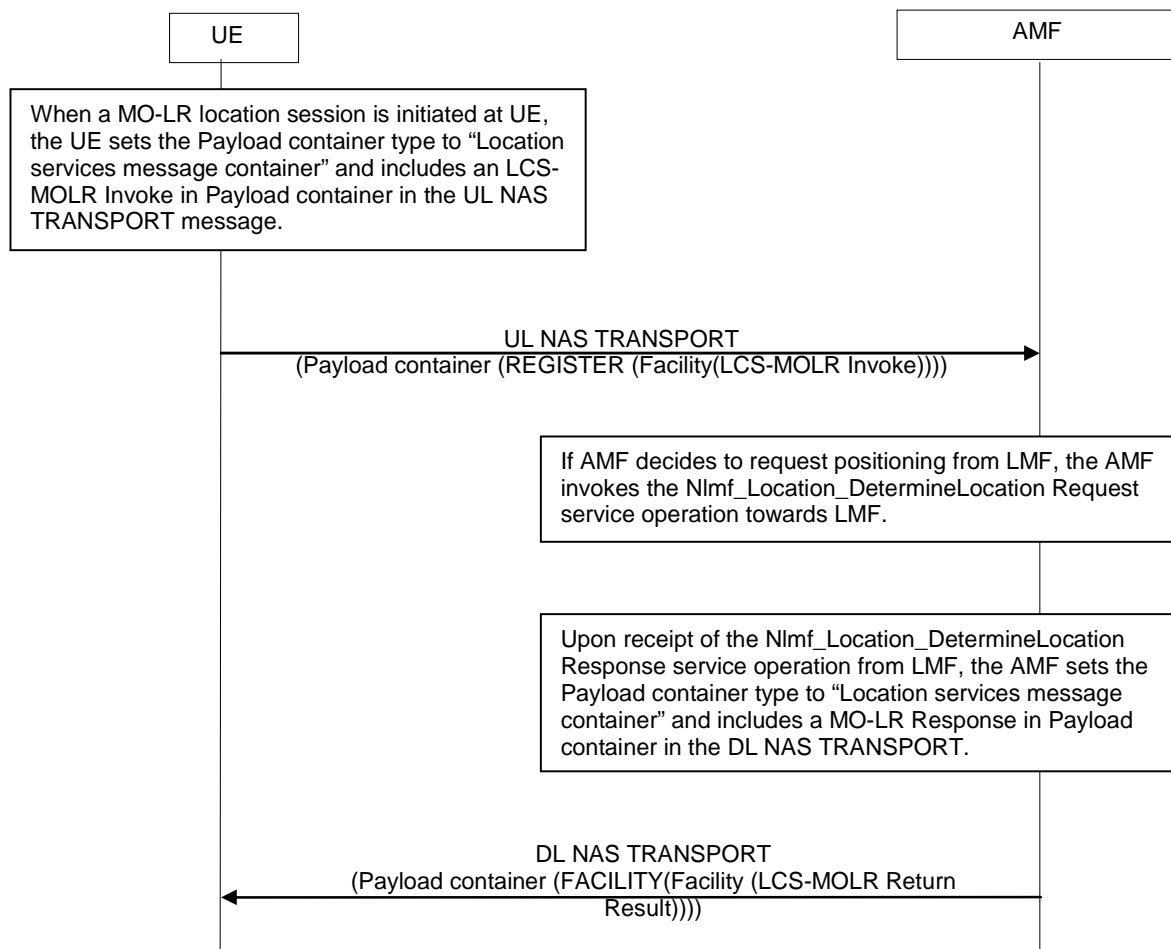 UE
AMF
When a MO-LR location session is initiated at UE,
the UE sets the Payload container type to “Location
services message container” and includes an LCS-
MOLR Invoke in Payload container in the UL NAS
TRANSPORT message.
UL NAS TRANSPORT
(Payload container (REGISTER (Facility(LCS-MOLR Invoke))))
If AMF decides to request positioning from LMF, the AMF
invokes the Nlmf_Location_DetermineLocation Request
service operation towards LMF.
Upon receipt of the Nlmf_Location_DetermineLocation
Response service operation from LMF, the AMF sets the
Payload container type to “Location services message
container” and includes a MO-LR Response in Payload
container in the DL NAS TRANSPORT.
DL NAS TRANSPORT
(Payload container (FACILITY(Facility (LCS-MOLR Return
Result))))